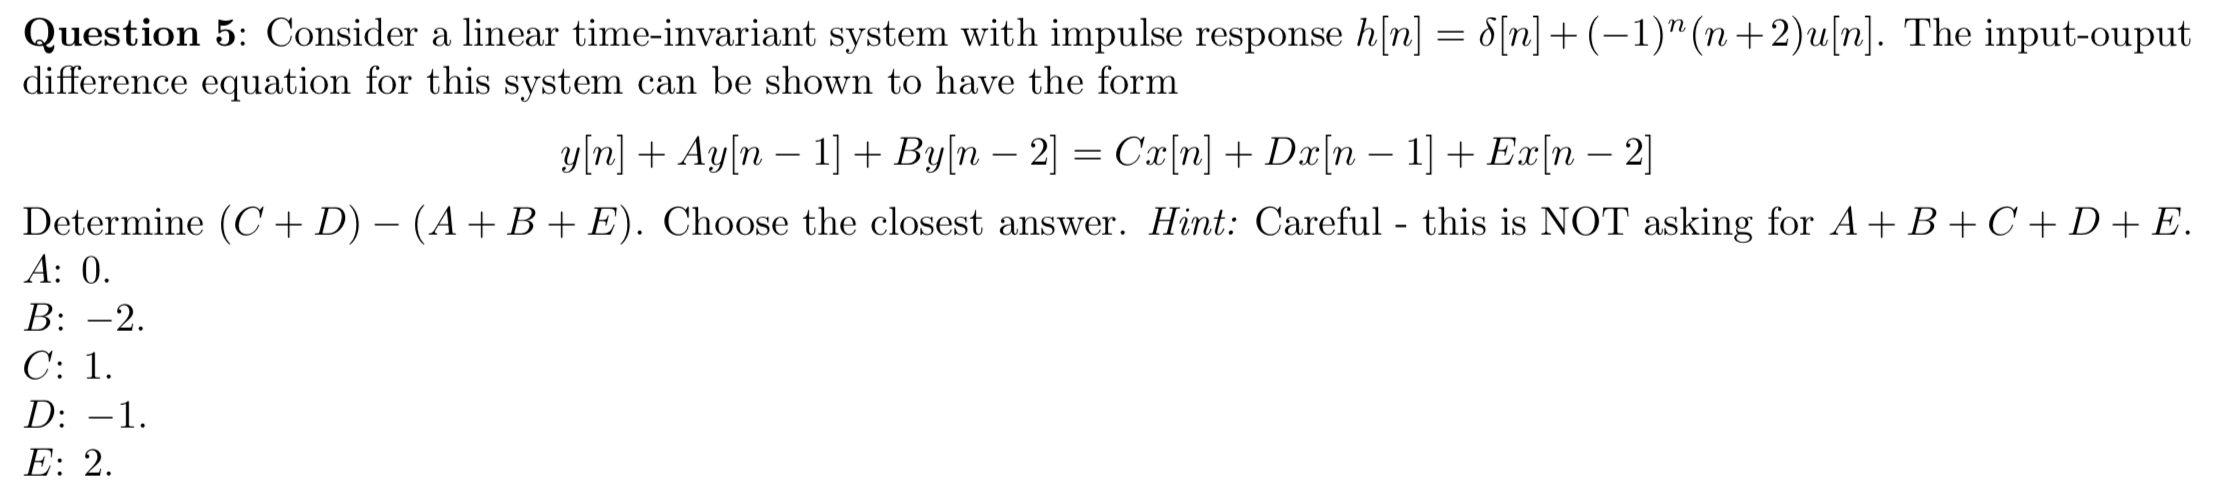 Question 5: Consider a linear time-invariant system with impulse response h[n] = δ[n] + (−1)ⁿ(n + 2)u[n]. The input-ouput
difference equation for this system can be shown to have the form
y[n] + Ay[n − 1] + By[n − 2] = Cx[n] + Dx[n − 1] + Ex[n − 2]
Determine (C + D) − (A + B + E). Choose the closest answer. Hint: Careful - this is NOT asking for A + B + C + D + E.
A: 0.
B: −2.
C: 1.
D: −1.
E: 2.